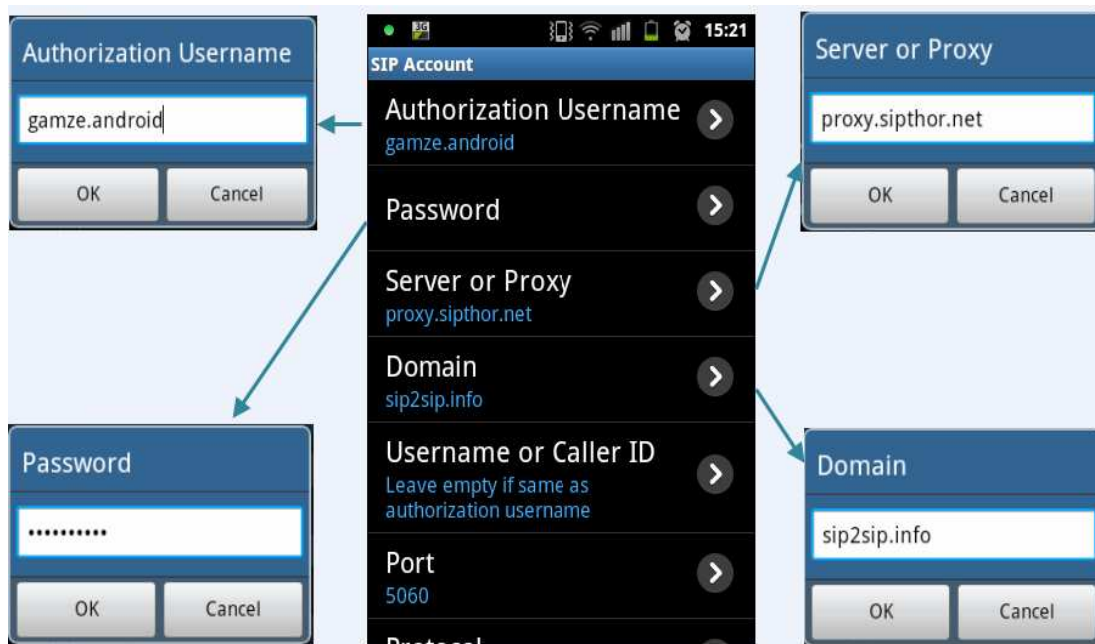 Authorization Username
gamze.android
OK Cancel
Password
••••••••••
OK Cancel
3G 15:21
SIP Account
Authorization Username
gamze.android
Password
Server or Proxy
proxy.sipthor.net
Domain
sip2sip.info
Username or Caller ID
Leave empty if same as
authorization username
Port
5060
Protocol
Server or Proxy
proxy.sipthor.net
OK Cancel
Domain
sip2sip.info
OK Cancel